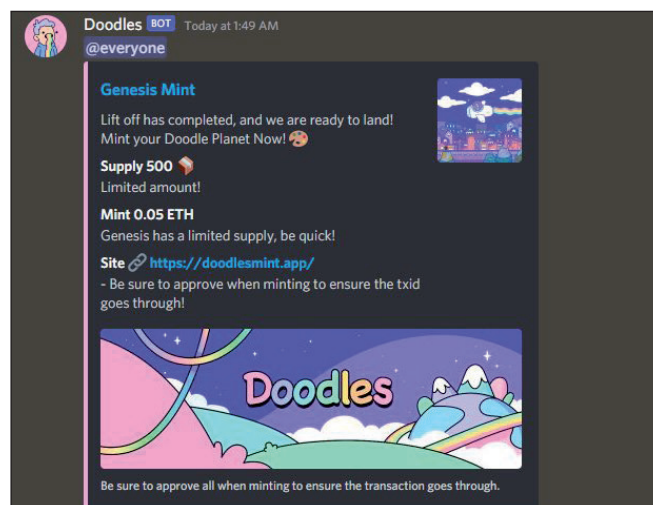 Doodles BOT Today at 1:49 AM
@everyone
Genesis Mint
Lift off has completed, and we are ready to land!
Mint your Doodle Planet Now! 🎨
Supply 500
Limited amount!
Mint 0.05 ETH
Genesis has a limited supply, be quick!
Site 🔗 https://doodlesmint.app/
- Be sure to approve when minting to ensure the txid
goes through!
Doodles
Be sure to approve all when minting to ensure the transaction goes through.